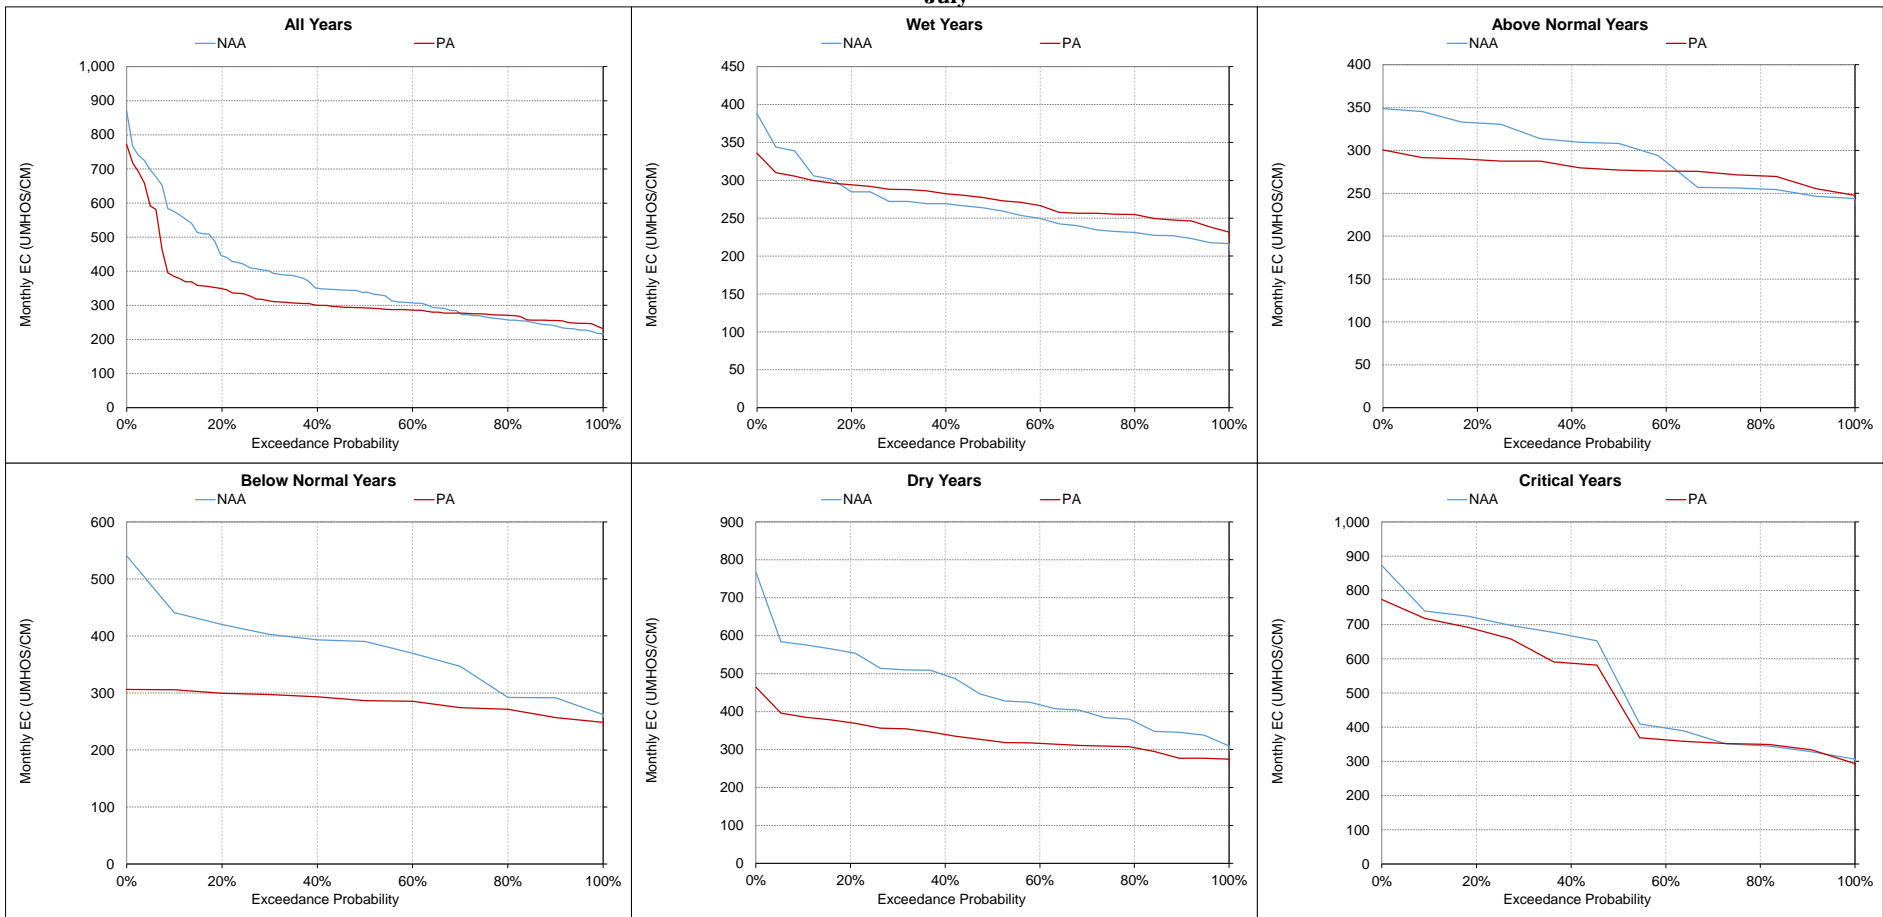 July
All Years
NAA PA
1,000
900
800
700
600
500
400
300
200
100
0
Monthly EC (UMHOS/CM)
0% 20% 40% 60% 80% 100%
Exceedance Probability
Wet Years
NAA PA
450
400
350
300
250
200
150
100
50
0
Monthly EC (UMHOS/CM)
0% 20% 40% 60% 80% 100%
Exceedance Probability
Above Normal Years
NAA PA
400
350
300
250
200
150
100
50
0
Monthly EC (UMHOS/CM)
0% 20% 40% 60% 80% 100%
Exceedance Probability
Below Normal Years
NAA PA
600
500
400
300
200
100
0
Monthly EC (UMHOS/CM)
0% 20% 40% 60% 80% 100%
Exceedance Probability
Dry Years
NAA PA
900
800
700
600
500
400
300
200
100
0
Monthly EC (UMHOS/CM)
0% 20% 40% 60% 80% 100%
Exceedance Probability
Critical Years
NAA PA
1,000
900
800
700
600
500
400
300
200
100
0
Monthly EC (UMHOS/CM)
0% 20% 40% 60% 80% 100%
Exceedance Probability